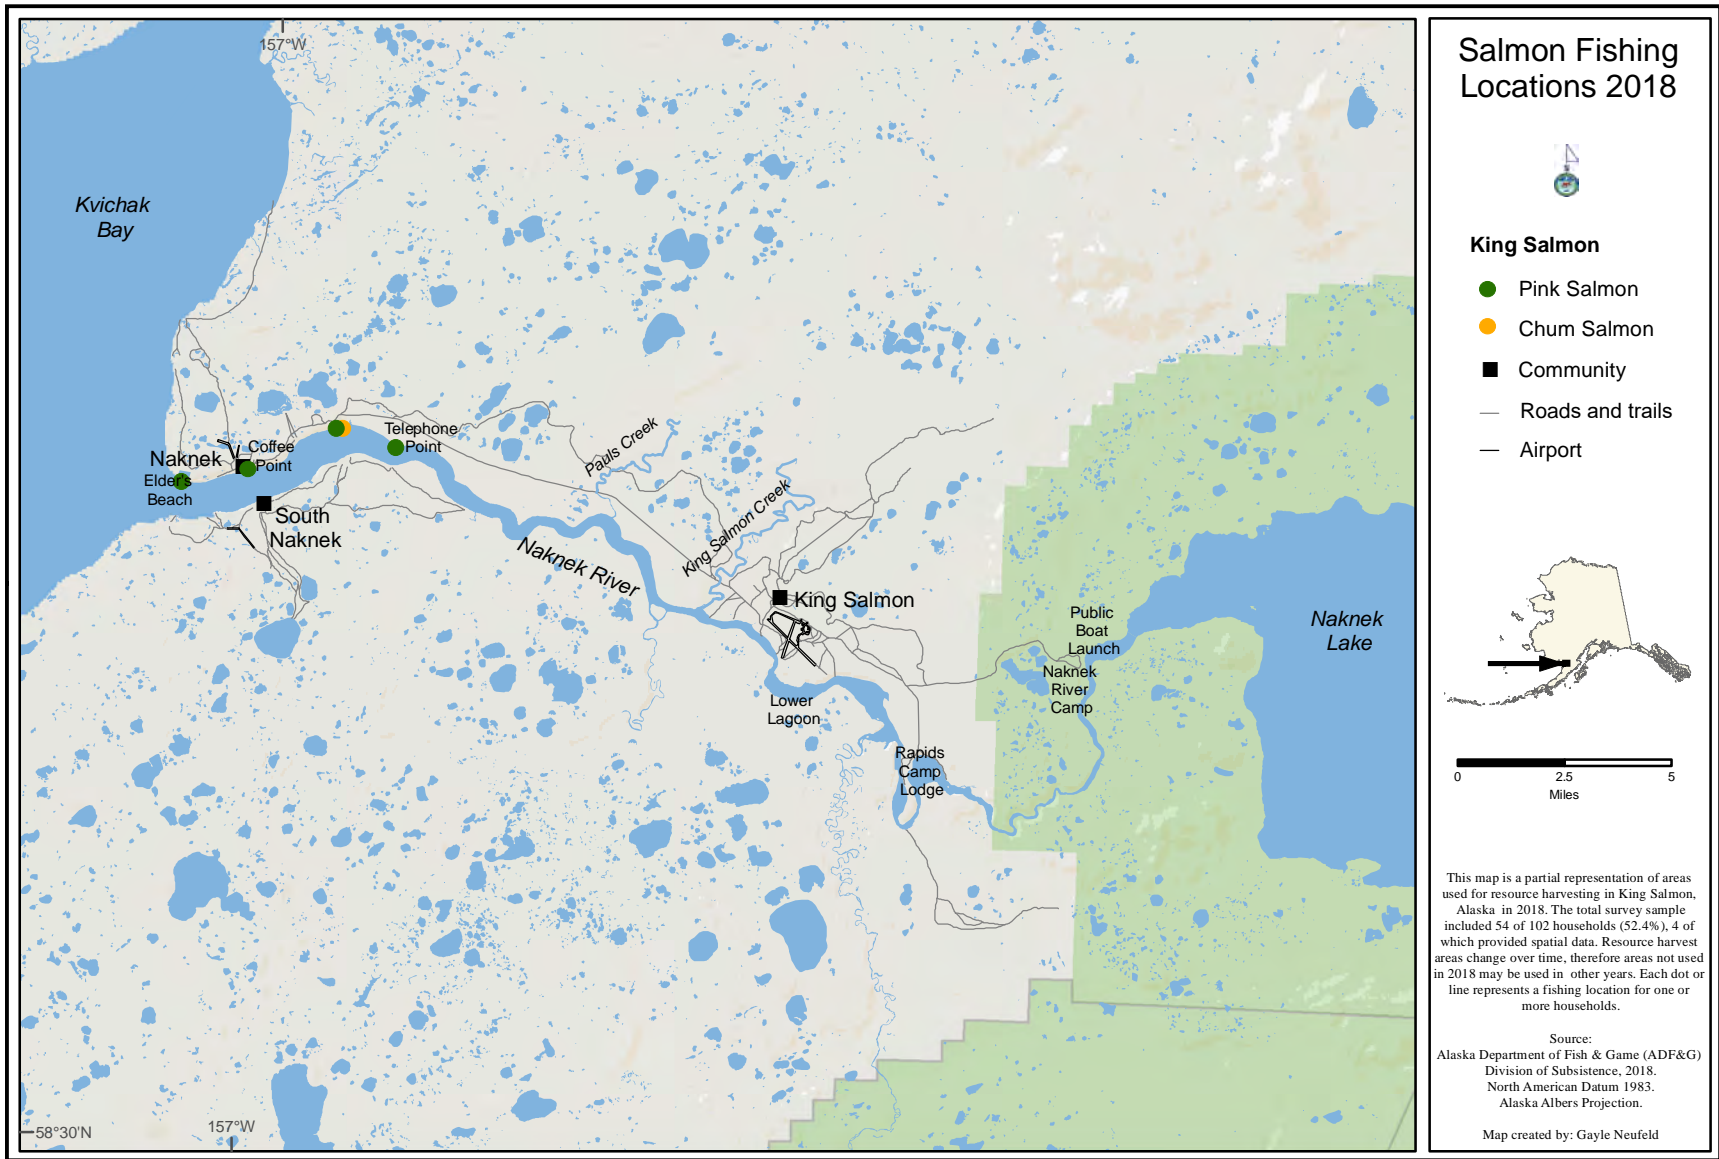 157°W
Kvichak
Bay
Naknek
Elder's
Beach
Coffee
Point
Telephone
Point
South
Naknek
Pauls Creek
King Salmon Creek
Naknek River
King Salmon
Lower
Lagoon
Rapids
Camp
Lodge
Public
Boat
Launch
Naknek
River
Camp
Naknek
Lake
58°30'N
157°W
Salmon Fishing
Locations 2018
King Salmon
Pink Salmon
Chum Salmon
Community
Roads and trails
Airport
0 2.5 5
Miles
This map is a partial representation of areas
used for resource harvesting in King Salmon,
Alaska in 2018. The total survey sample
included 54 of 102 households (52.4%), 4 of
which provided spatial data. Resource harvest
areas change over time, therefore areas not used
in 2018 may be used in other years. Each dot or
line represents a fishing location for one or
more households.
Source:
Alaska Department of Fish & Game (ADF&G)
Division of Subsistence, 2018.
North American Datum 1983.
Alaska Albers Projection.
Map created by: Gayle Neufeld